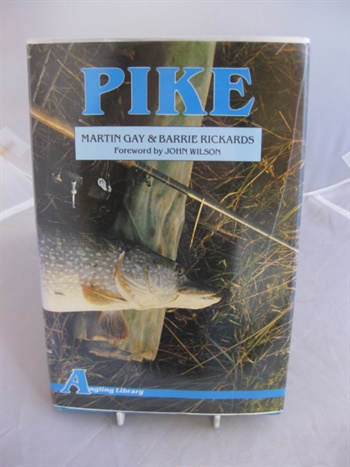 PIKE
MARTIN GAY & BARRIE RICKARDS
Foreword by JOHN WILSON
Angling Library